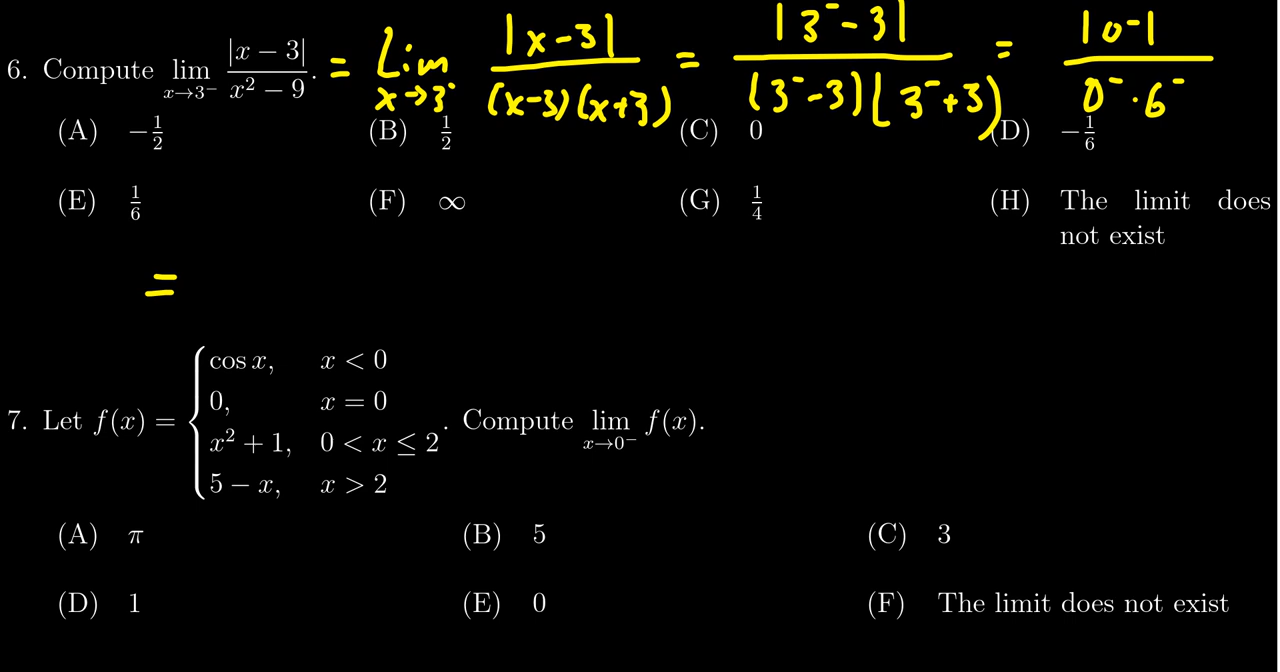 6. Compute lim x→3⁻ |x − 3| / x² − 9 . = Lim x→3⁻ |x-3| / (x-3)(x+3) = |3⁻-3| / (3⁻-3)(3⁻+3) = |0⁻| / 0⁻·6⁻
(A) −1/2 (B) 1/2 (C) 0 (D) −1/6
(E) 1/6 (F) ∞ (G) 1/4 (H) The limit does
not exist
=
7. Let f(x) = { cos x, x < 0
0, x = 0
x² + 1, 0 < x ≤ 2
5 − x, x > 2
. Compute lim x→0⁻ f(x).
(A) π (B) 5 (C) 3
(D) 1 (E) 0 (F) The limit does not exist